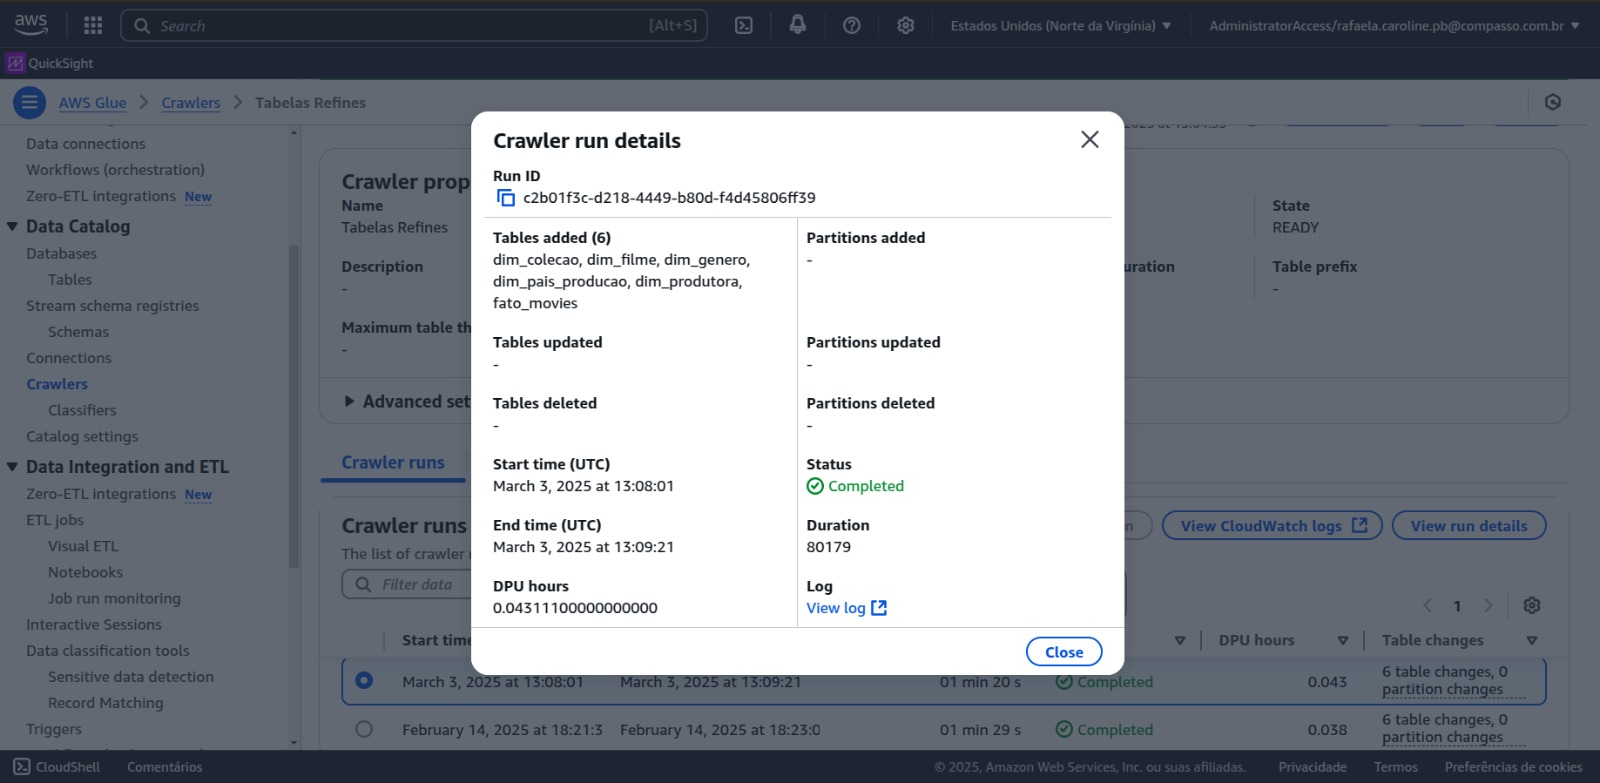 aws
Search
[Alt+S]
Estados Unidos (Norte da Virgínia)
AdministratorAccess/rafaela.caroline.pb@compasso.com.br
QuickSight
AWS Glue
Crawlers
Tabelas Refines
Data connections
Workflows (orchestration)
Zero-ETL integrations New
Data Catalog
Databases
Tables
Stream schema registries
Schemas
Connections
Crawlers
Classifiers
Catalog settings
Data Integration and ETL
Zero-ETL integrations New
ETL jobs
Visual ETL
Notebooks
Job run monitoring
Interactive Sessions
Data classification tools
Sensitive data detection
Record Matching
Triggers
Crawler prop
Name
Tabelas Refines
Description
-
Maximum table th
-
Advanced set
State
READY
uration
Table prefix
-
Crawler run details
Run ID
c2b01f3c-d218-4449-b80d-f4d45806ff39
Tables added (6)
dim_colecao, dim_filme, dim_genero,
dim_pais_producao, dim_produtora,
fato_movies
Partitions added
-
Tables updated
-
Partitions updated
-
Tables deleted
-
Partitions deleted
-
Start time (UTC)
March 3, 2025 at 13:08:01
Status
Completed
End time (UTC)
March 3, 2025 at 13:09:21
Duration
80179
DPU hours
0.04311100000000000
Log
View log
Close
Crawler runs
Crawler runs
The list of crawler
Filter data
View CloudWatch logs
View run details
1
Start time
DPU hours
Table changes
March 3, 2025 at 13:08:01 March 3, 2025 at 13:09:21 01 min 20 s Completed 0.043 6 table changes, 0
partition changes
February 14, 2025 at 18:21:3 February 14, 2025 at 18:23:0 01 min 29 s Completed 0.038 6 table changes, 0
partition changes
CloudShell
Comentários
© 2025, Amazon Web Services, Inc. ou suas afiliadas.
Privacidade
Termos
Preferências de cookies